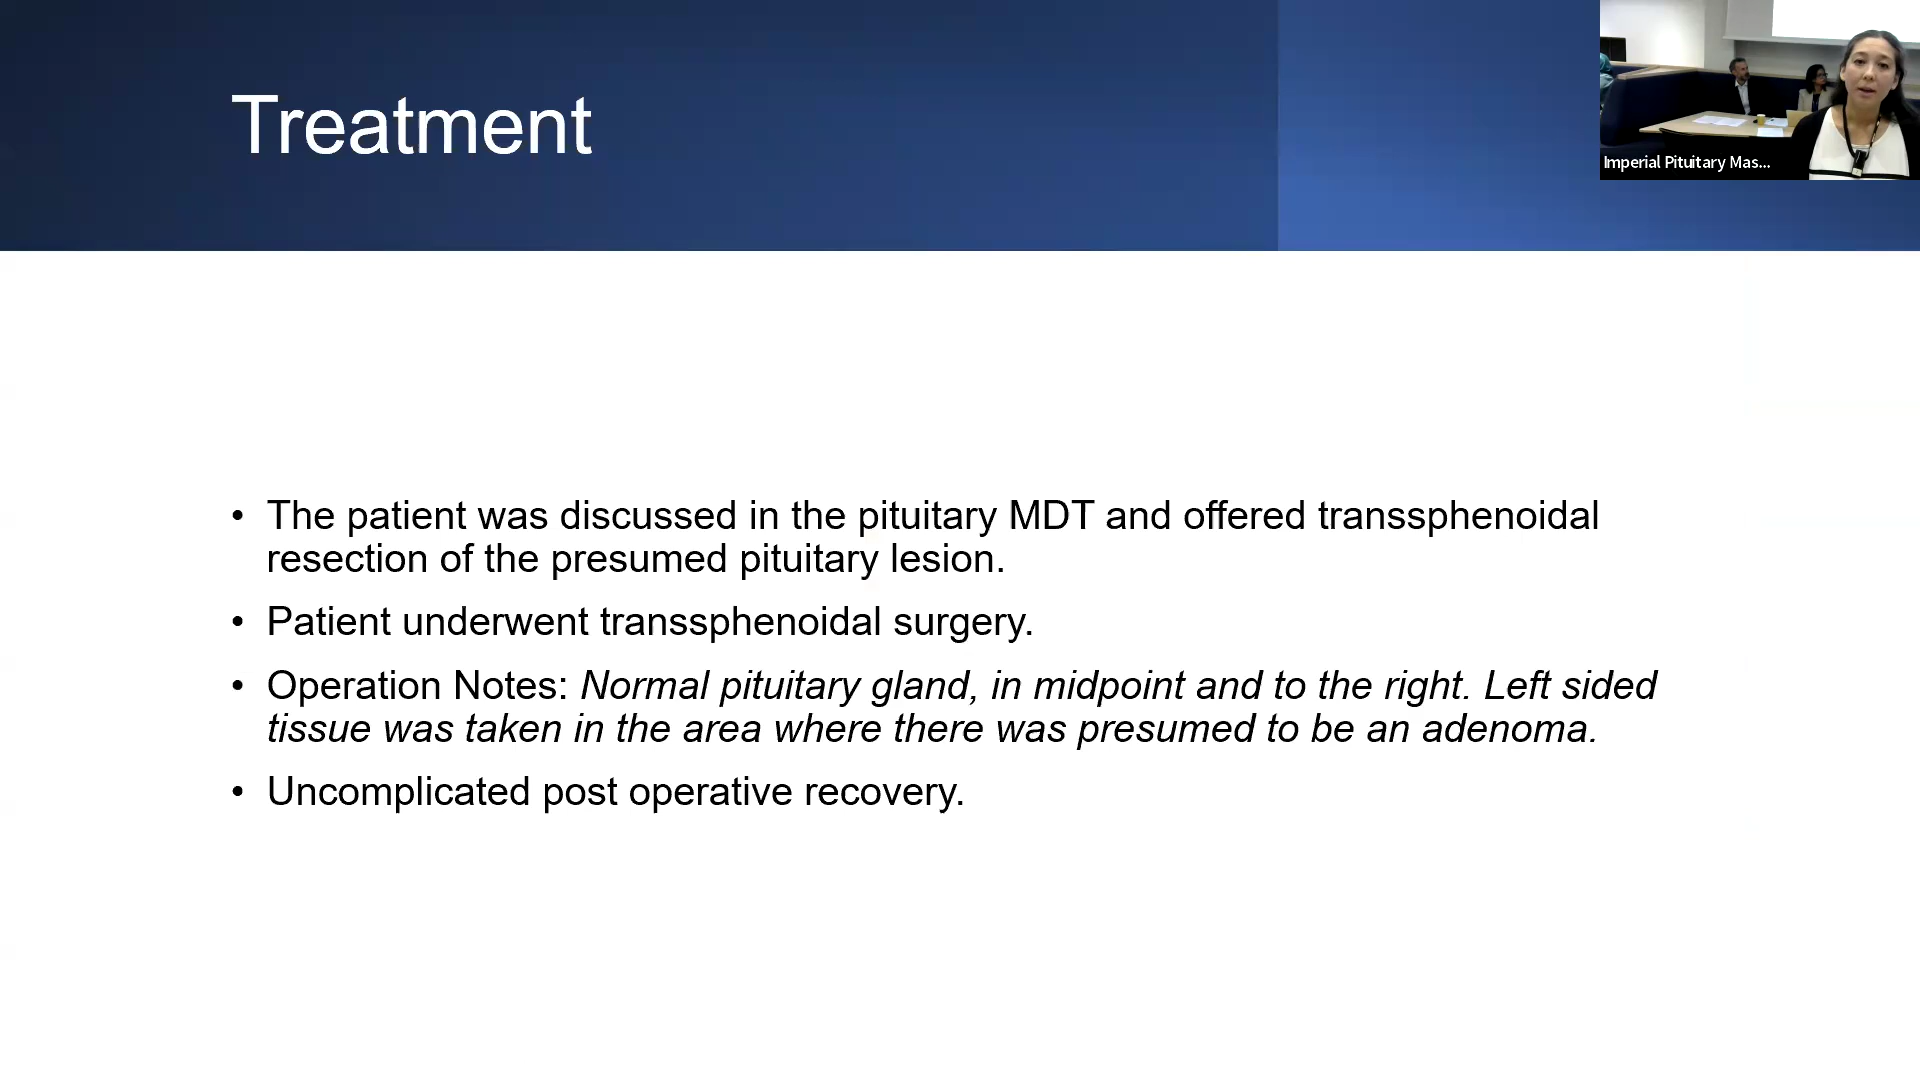 Treatment
Imperial Pituitary Mas...
• The patient was discussed in the pituitary MDT and offered transsphenoidal
resection of the presumed pituitary lesion.
• Patient underwent transsphenoidal surgery.
• Operation Notes: Normal pituitary gland, in midpoint and to the right. Left sided
tissue was taken in the area where there was presumed to be an adenoma.
• Uncomplicated post operative recovery.